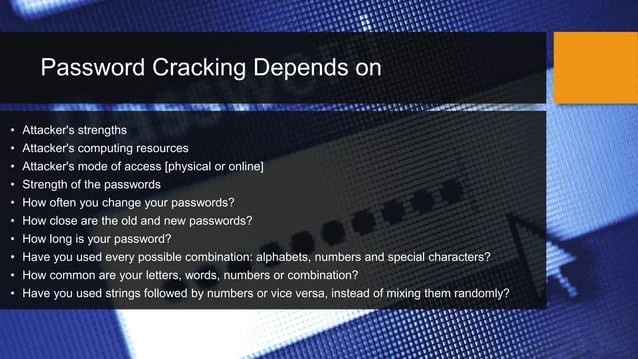 Password Cracking Depends on
• Attacker's strengths
• Attacker's computing resources
• Attacker's mode of access [physical or online]
• Strength of the passwords
• How often you change your passwords?
• How close are the old and new passwords?
• How long is your password?
• Have you used every possible combination: alphabets, numbers and special characters?
• How common are your letters, words, numbers or combination?
• Have you used strings followed by numbers or vice versa, instead of mixing them randomly?